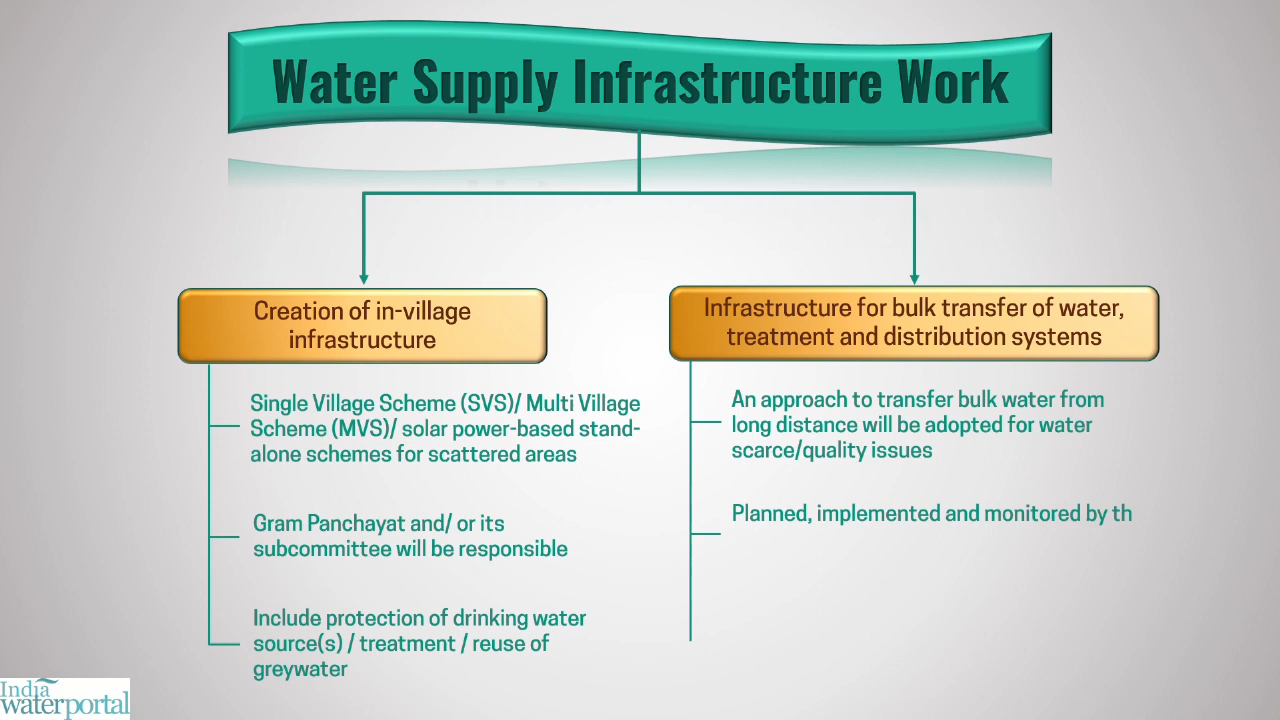 Water Supply Infrastructure Work
Creation of in-village
infrastructure
Single Village Scheme (SVS)/ Multi Village
Scheme (MVS)/ solar power-based stand-
alone schemes for scattered areas
Gram Panchayat and/ or its
subcommittee will be responsible
Include protection of drinking water
source(s) / treatment / reuse of
greywater
Infrastructure for bulk transfer of water,
treatment and distribution systems
An approach to transfer bulk water from
long distance will be adopted for water
scarce/quality issues
Planned, implemented and monitored by th
India
waterportal